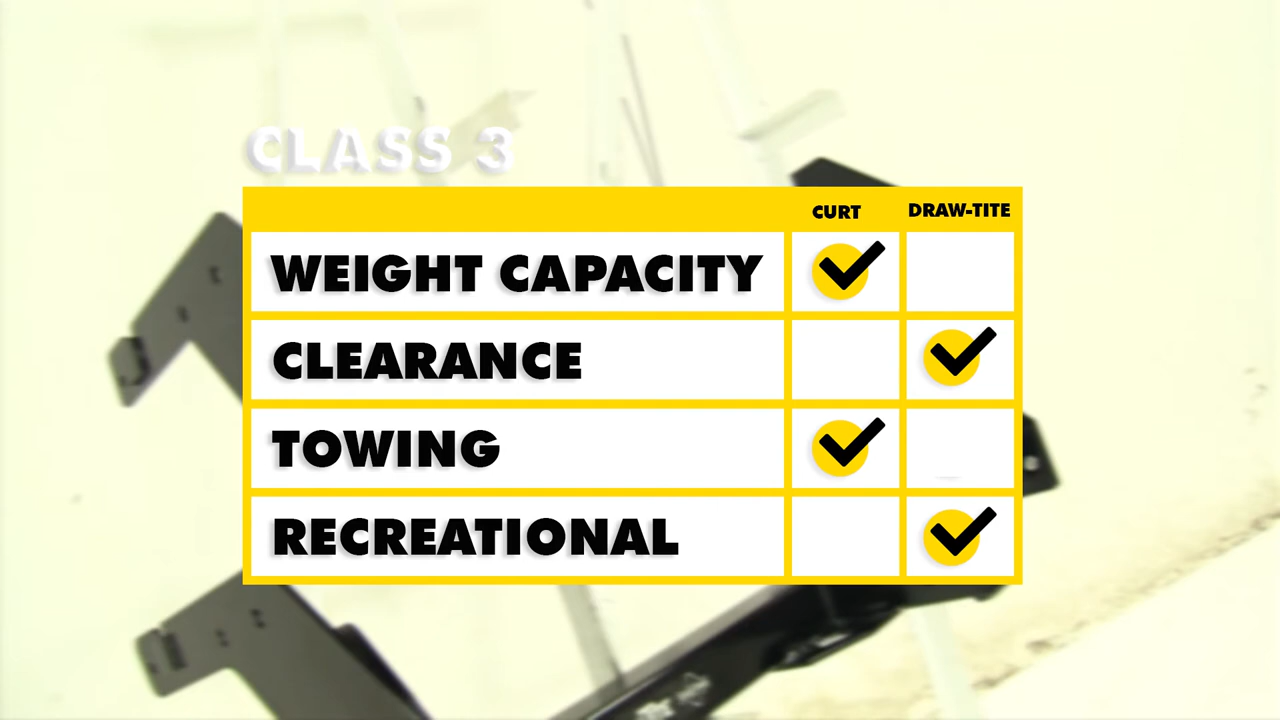 CLASS 3
CURT DRAW-TITE
WEIGHT CAPACITY
CLEARANCE
TOWING
RECREATIONAL